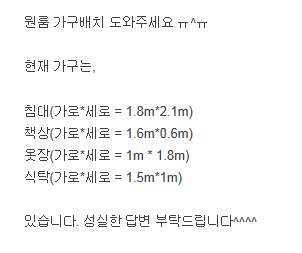 원룸 가구배치 도와주세요 ㅠ^ㅠ
현재 가구는,
침대(가로*세로 = 1.8m*2.1m)
책상(가로*세로 = 1.6m*0.6m)
옷장(가로*세로 = 1m * 1.8m)
식탁(가로*세로 = 1.5m*1m)
있습니다. 성실한 답변 부탁드립니다^^^^